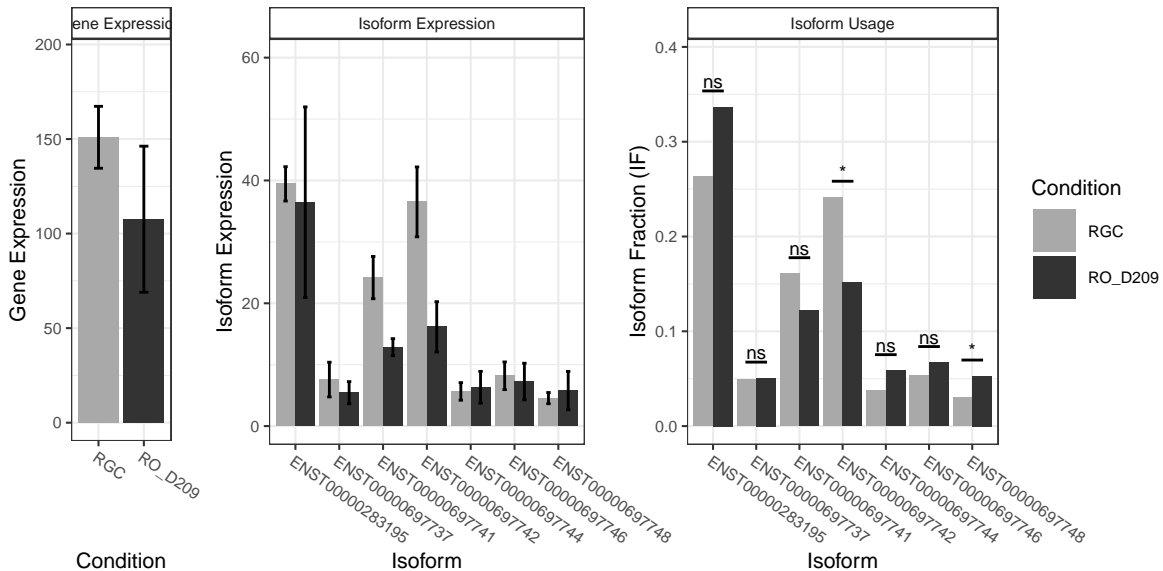 ene Expressio
Gene Expression
200
150
100
50
0
RGC
RO_D209
Condition
Isoform Expression
Isoform Expression
60
40
20
0
ENST00000283195
ENST00000697737
ENST00000697741
ENST00000697742
ENST00000697744
ENST00000697746
ENST00000697748
Isoform
Isoform Usage
Isoform Fraction (IF)
0.4
0.3
0.2
0.1
0.0
ns
ns
ns
*
ns
ns
*
ENST00000283195
ENST00000697737
ENST00000697741
ENST00000697742
ENST00000697744
ENST00000697746
ENST00000697748
Isoform
Condition
RGC
RO_D209